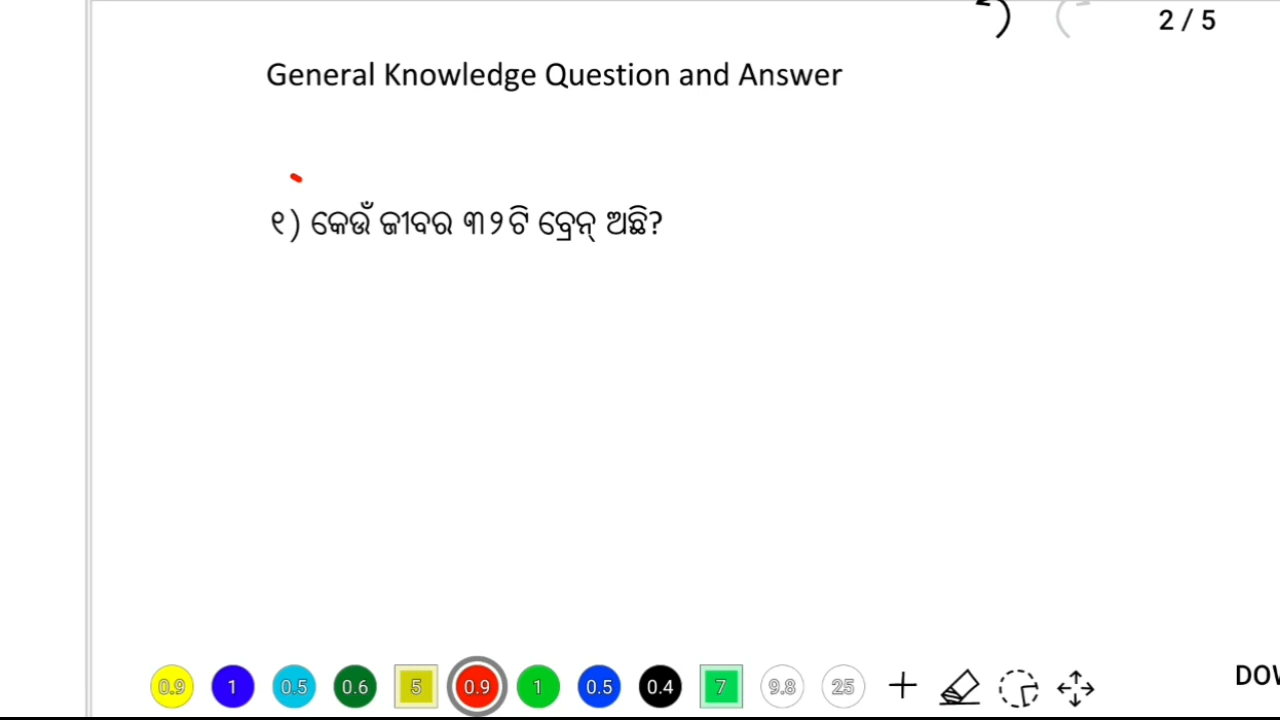 2 / 5
General Knowledge Question and Answer
୧) କେଉଁ ଜୀବର ୩୨ଟି ବ୍ରେନ୍ ଅଛି?
0.9 1 0.5 0.6 5 0.9 1 0.5 0.4 7 9.8 25